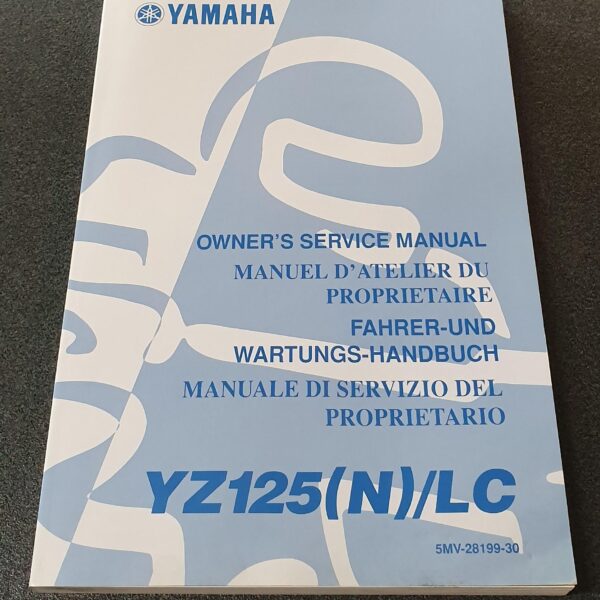 YAMAHA
OWNER'S SERVICE MANUAL
MANUEL D'ATELIER DU
PROPRIETAIRE
FAHRER-UND
WARTUNGS-HANDBUCH
MANUALE DI SERVIZIO DEL
PROPRIETARIO
YZ125(N)/LC
5MV-28199-30